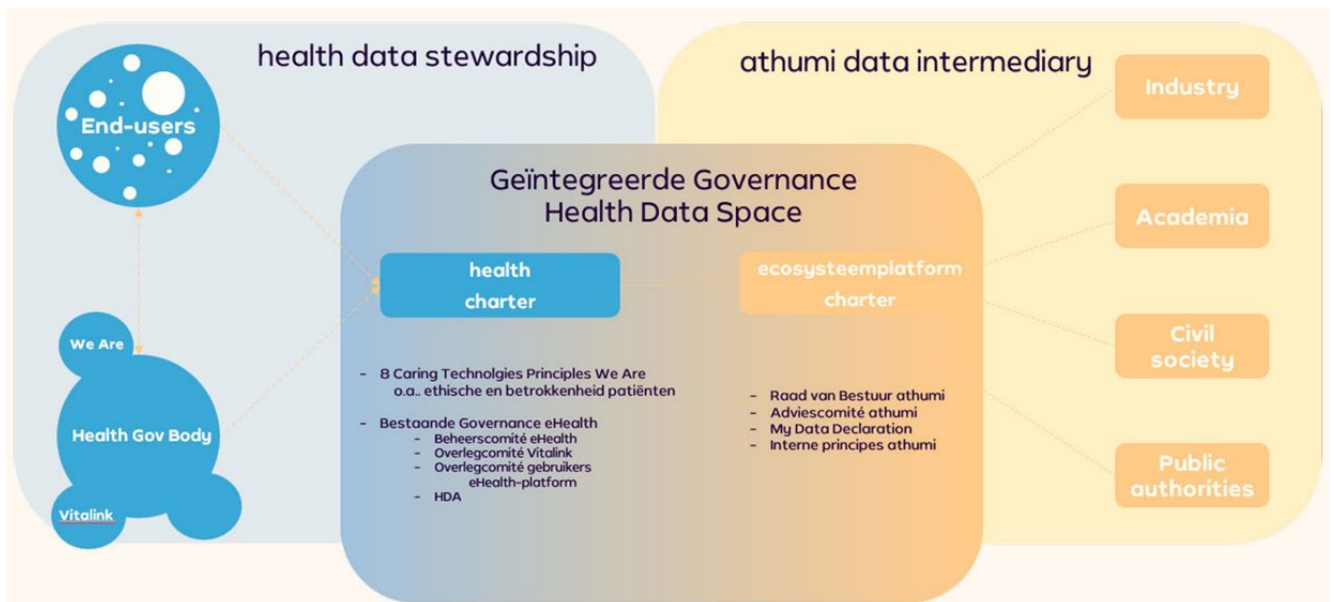 health data stewardship
End-users
We Are
Health Gov Body
Vitalink
Geïntegreerde Governance
Health Data Space
health
charter
- 8 Caring Technolgies Principles We Are
o.a.. ethische en betrokkenheid patiënten
- Bestaande Governance eHealth
- Beheerscomité eHealth
- Overlegcomité Vitalink
- Overlegcomité gebruikers
eHealth-platform
- HDA
ecosysteemplatform
charter
- Raad van Bestuur athumi
- Adviescomité athumi
- My Data Declaration
- Interne principes athumi
athumi data intermediary
Industry
Academia
Civil
society
Public
authorities